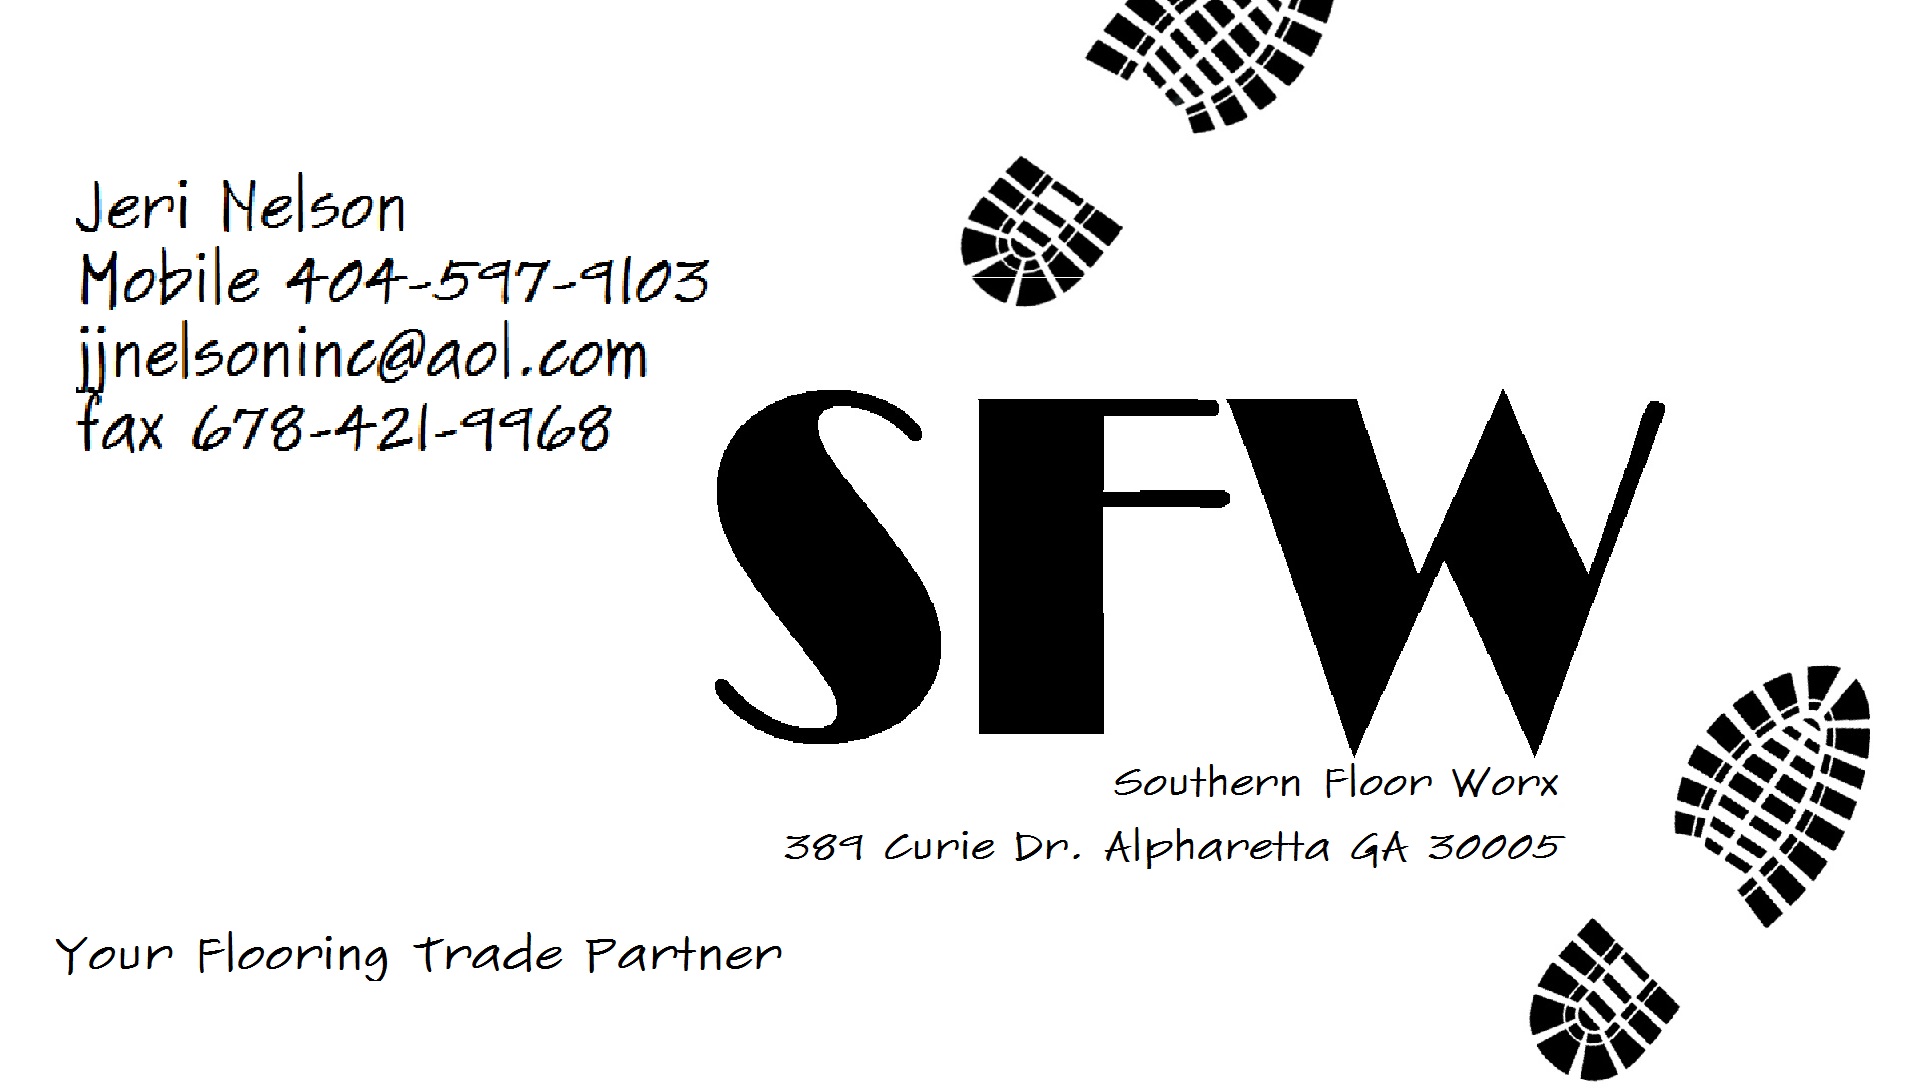 Jeri Nelson
Mobile 404-597-9103
jjnelsoninc@aol.com
fax 678-421-9968
SFW
Southern Floor Worx
389 Curie Dr. Alpharetta GA 30005
Your Flooring Trade Partner